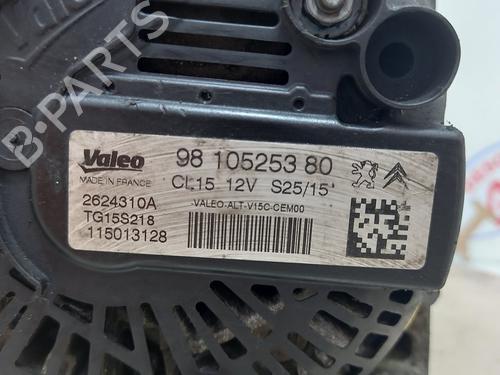 B-PARTS
Valeo
MADE IN FRANCE
98 105253 80
CL15 12V S25/15
2624310A
TG15S218
115013128
VALEO-ALT-V15C-CEM00